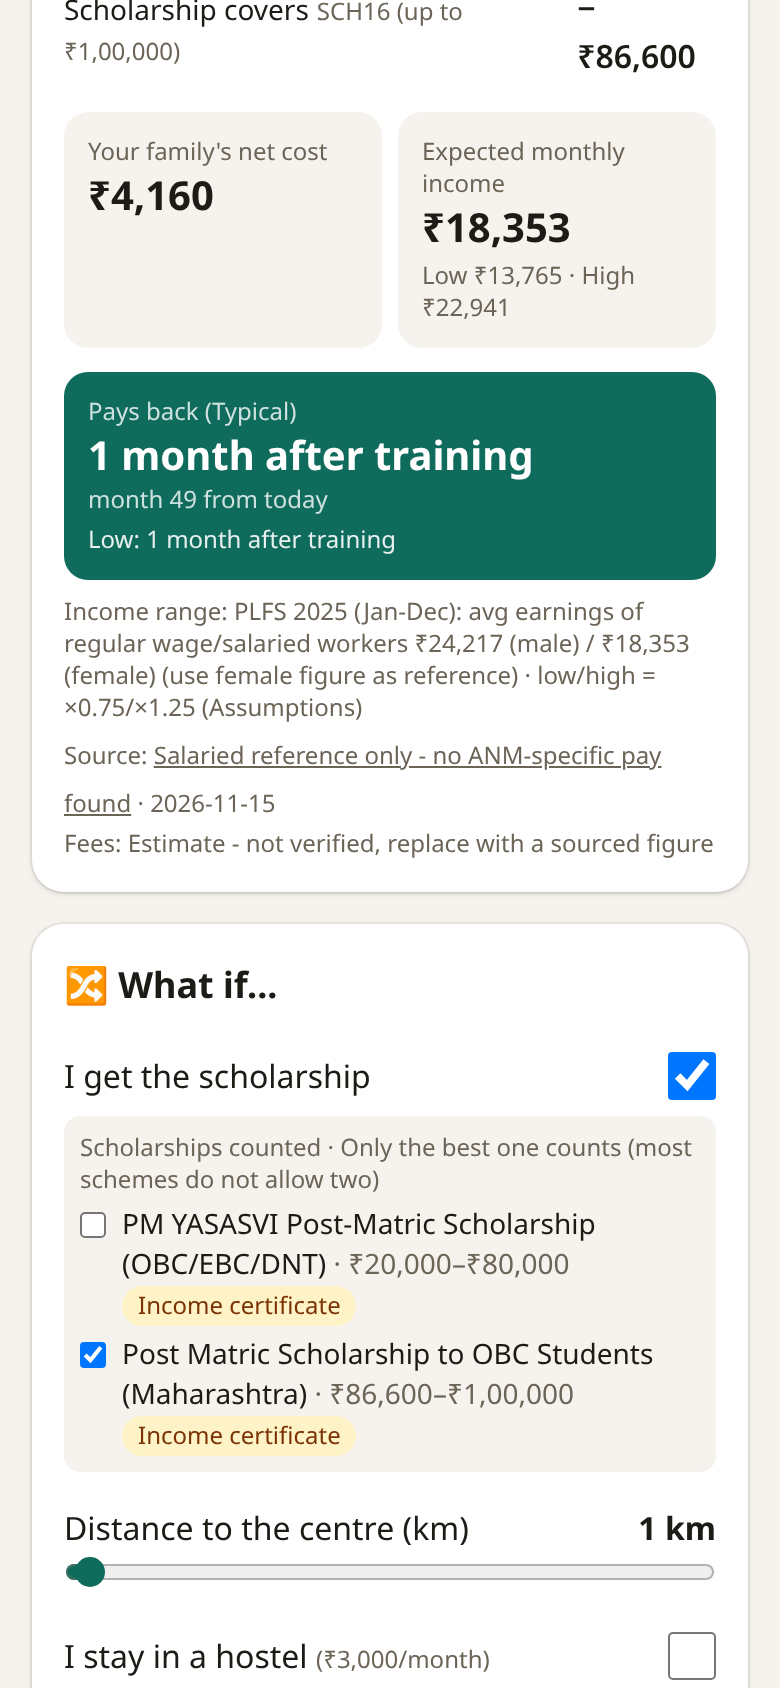 Scholarship covers SCH16 (up to
₹1,00,000)
–
₹86,600
Your family's net cost
₹4,160
Expected monthly
income
₹18,353
Low ₹13,765 · High
₹22,941
Pays back (Typical)
1 month after training
month 49 from today
Low: 1 month after training
Income range: PLFS 2025 (Jan-Dec): avg earnings of
regular wage/salaried workers ₹24,217 (male) / ₹18,353
(female) (use female figure as reference) · low/high =
×0.75/×1.25 (Assumptions)
Source: Salaried reference only - no ANM-specific pay
found · 2026-11-15
Fees: Estimate - not verified, replace with a sourced figure
🔀 What if...
I get the scholarship
Scholarships counted · Only the best one counts (most
schemes do not allow two)
PM YASASVI Post-Matric Scholarship
(OBC/EBC/DNT) · ₹20,000–₹80,000
Income certificate
Post Matric Scholarship to OBC Students
(Maharashtra) · ₹86,600–₹1,00,000
Income certificate
Distance to the centre (km) 1 km
I stay in a hostel (₹3,000/month)